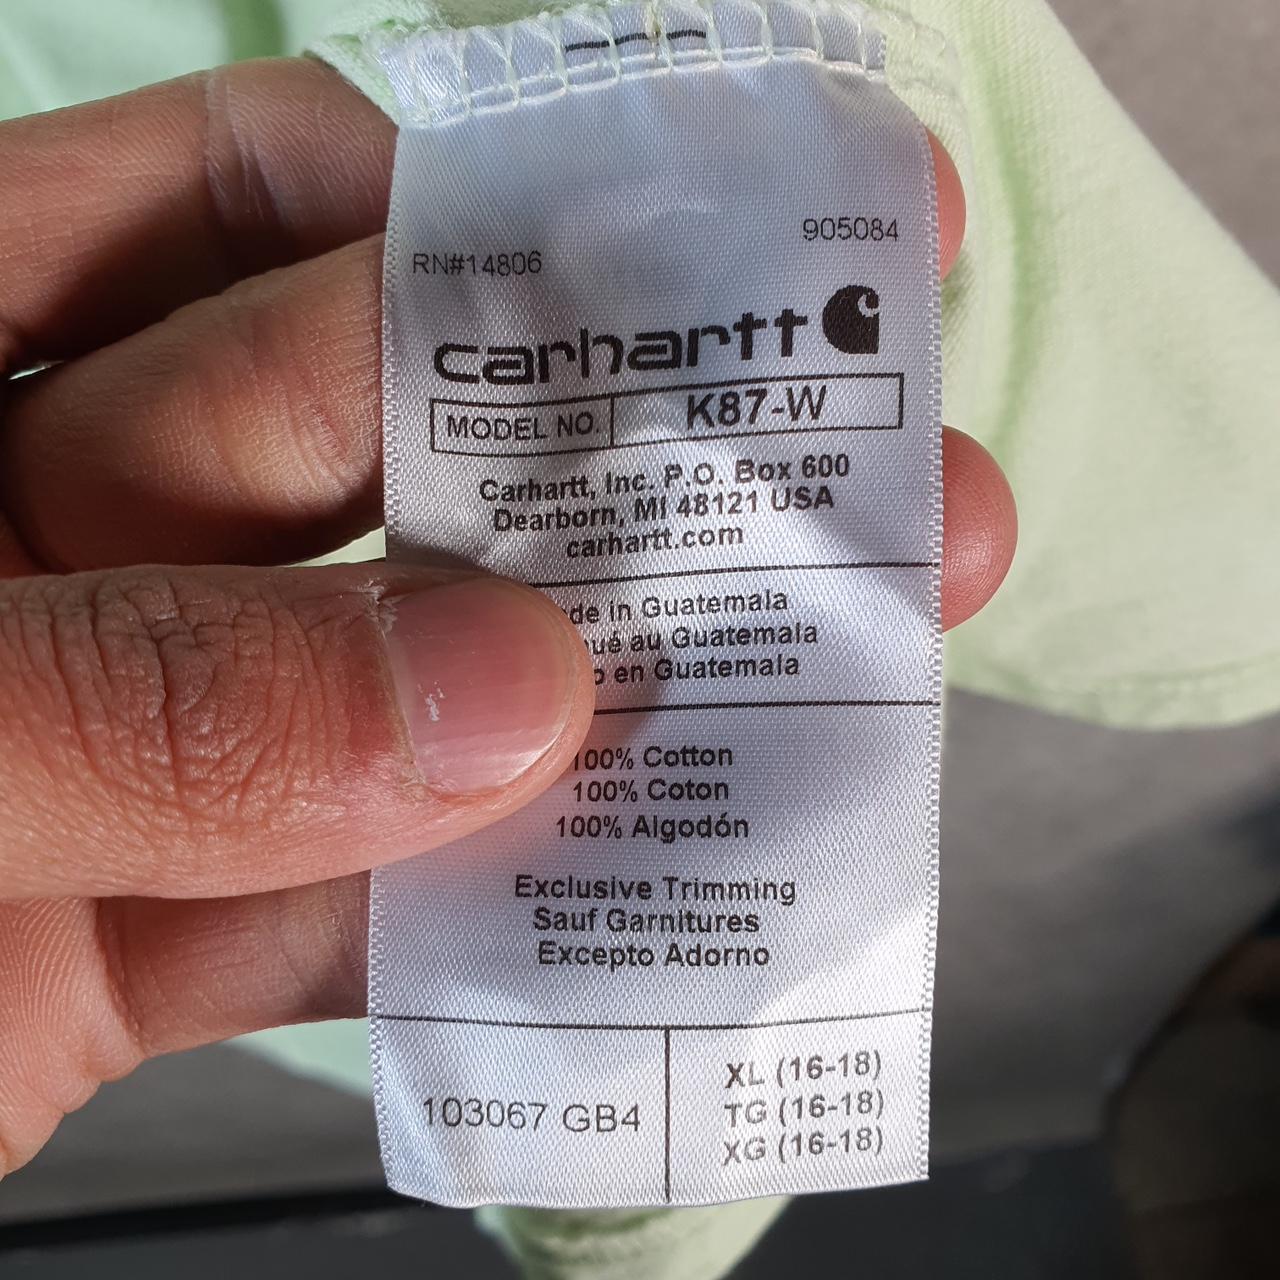 905084
RN#14806
carhartt
MODEL NO. K87-W
Carhartt, Inc. P.O. Box 600
Dearborn, MI 48121 USA
carhartt.com
in Guatemala
au Guatemala
en Guatemala
100% Cotton
100% Coton
100% Algodón
Exclusive Trimming
Sauf Garnitures
Excepto Adorno
103067 GB4
XL (16-18)
TG (16-18)
XG (16-18)